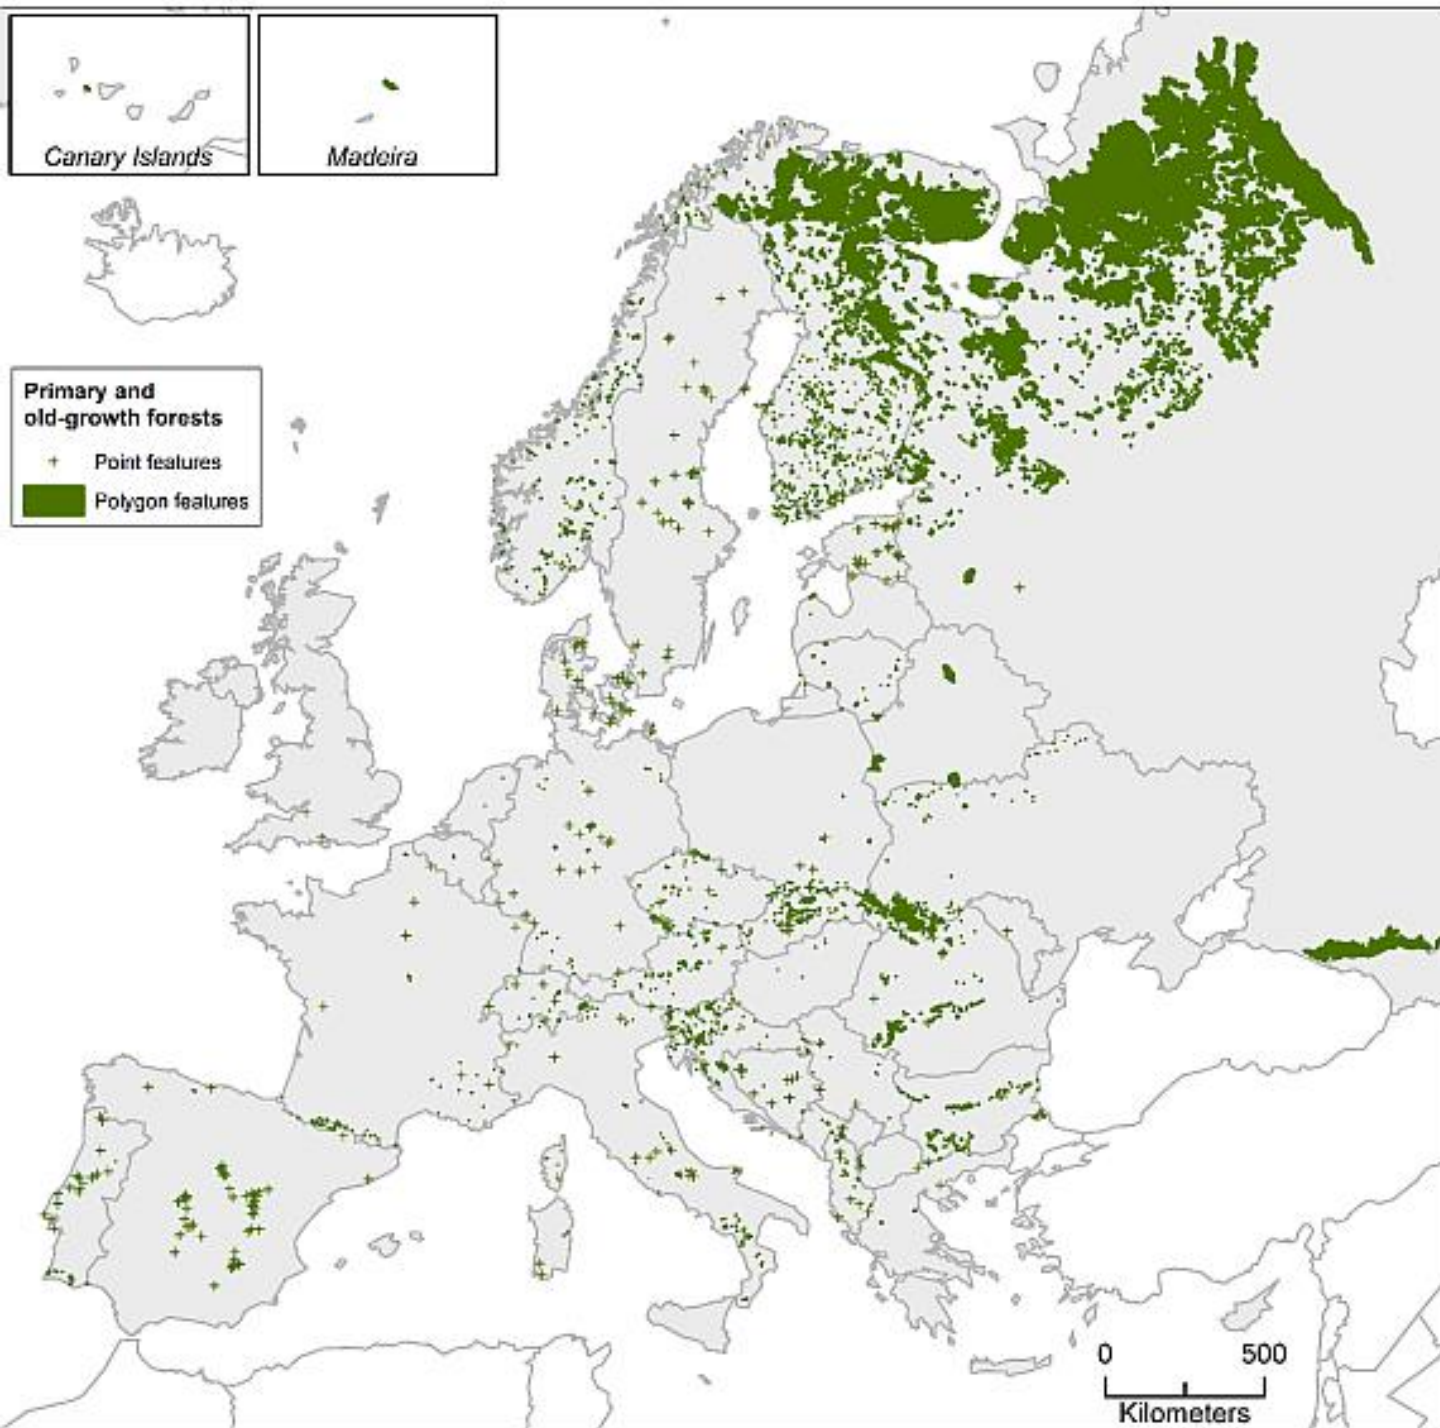 Canary Islands
Madeira
Primary and
old-growth forests
Point features
Polygon features
0 500
Kilometers